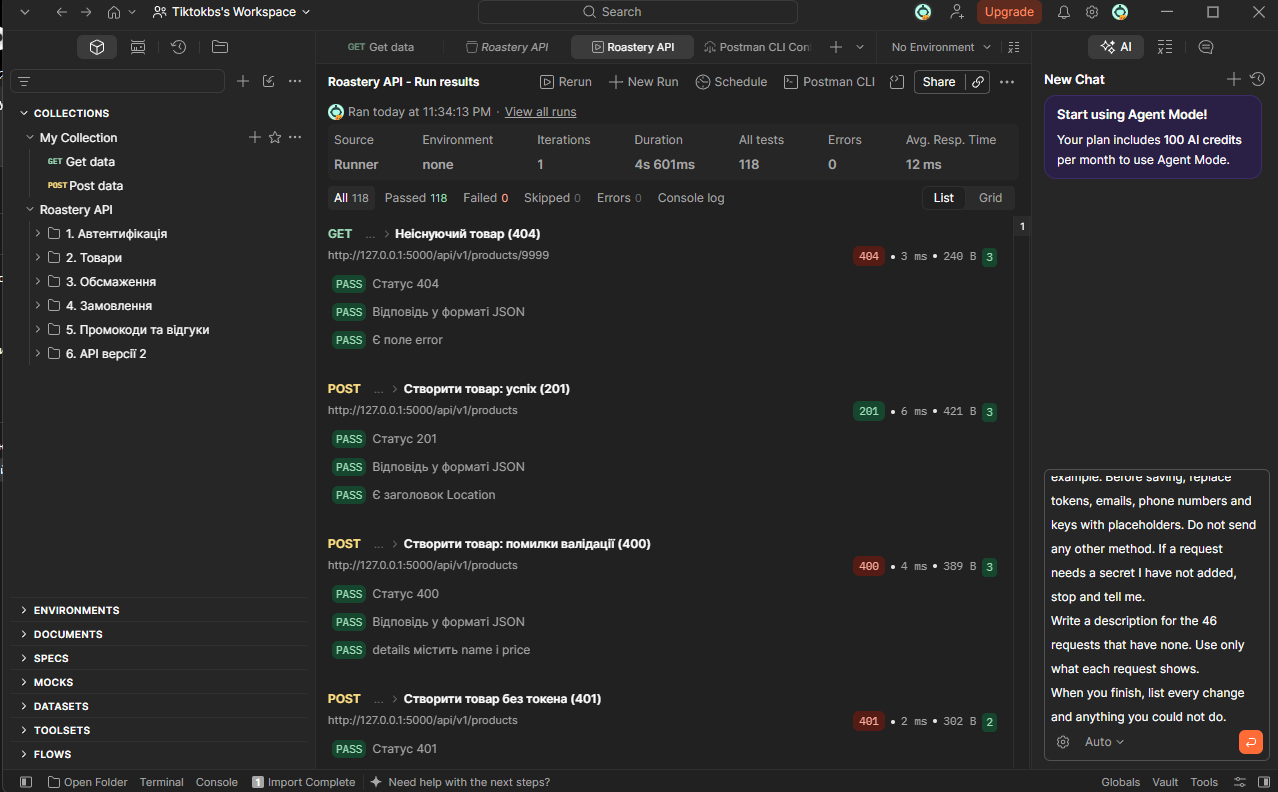 Tiktokbs's Workspace
Search
Upgrade
GET Get data
Roastery API
Roastery API
Postman CLI Con
No Environment
AI
COLLECTIONS
My Collection
GET Get data
POST Post data
Roastery API
1. Автентифікація
2. Товари
3. Обсмаження
4. Замовлення
5. Промокоди та відгуки
6. API версії 2
ENVIRONMENTS
DOCUMENTS
SPECS
MOCKS
DATASETS
TOOLSETS
FLOWS
Roastery API - Run results
Rerun
New Run
Schedule
Postman CLI
Share
Ran today at 11:34:13 PM · View all runs
Source Environment Iterations Duration All tests Errors Avg. Resp. Time
Runner none 1 4s 601ms 118 0 12 ms
All 118 Passed 118 Failed 0 Skipped 0 Errors 0 Console log
List Grid
1
GET ... > Неіснуючий товар (404)
http://127.0.0.1:5000/api/v1/products/9999
404 • 3 ms • 240 B 3
PASS Статус 404
PASS Відповідь у форматі JSON
PASS Є поле error
POST ... > Створити товар: успіх (201)
http://127.0.0.1:5000/api/v1/products
201 • 6 ms • 421 B 3
PASS Статус 201
PASS Відповідь у форматі JSON
PASS Є заголовок Location
POST ... > Створити товар: помилки валідації (400)
http://127.0.0.1:5000/api/v1/products
400 • 4 ms • 389 B 3
PASS Статус 400
PASS Відповідь у форматі JSON
PASS details містить name і price
POST ... > Створити товар без токена (401)
http://127.0.0.1:5000/api/v1/products
401 • 2 ms • 302 B 2
PASS Статус 401
New Chat
Start using Agent Mode!
Your plan includes 100 AI credits
per month to use Agent Mode.
example. Before saving, replace
tokens, emails, phone numbers and
keys with placeholders. Do not send
any other method. If a request
needs a secret I have not added,
stop and tell me.
Write a description for the 46
requests that have none. Use only
what each request shows.
When you finish, list every change
and anything you could not do.
Auto
Open Folder
Terminal
Console
1 Import Complete
Need help with the next steps?
Globals
Vault
Tools